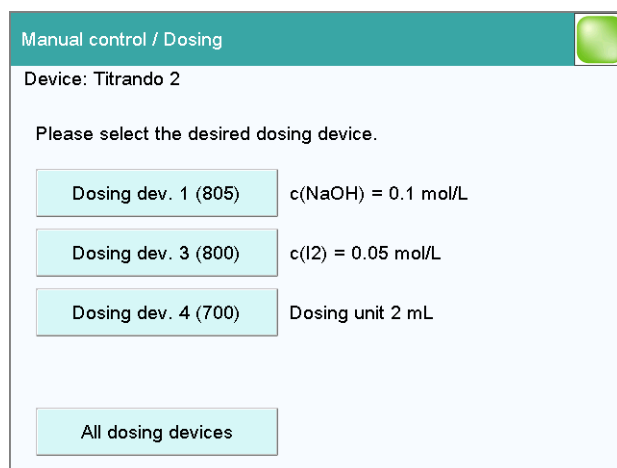 Manual control / Dosing
Device: Titrando 2
Please select the desired dosing device.
Dosing dev. 1 (805) c(NaOH) = 0.1 mol/L
Dosing dev. 3 (800) c(I2) = 0.05 mol/L
Dosing dev. 4 (700) Dosing unit 2 mL
All dosing devices